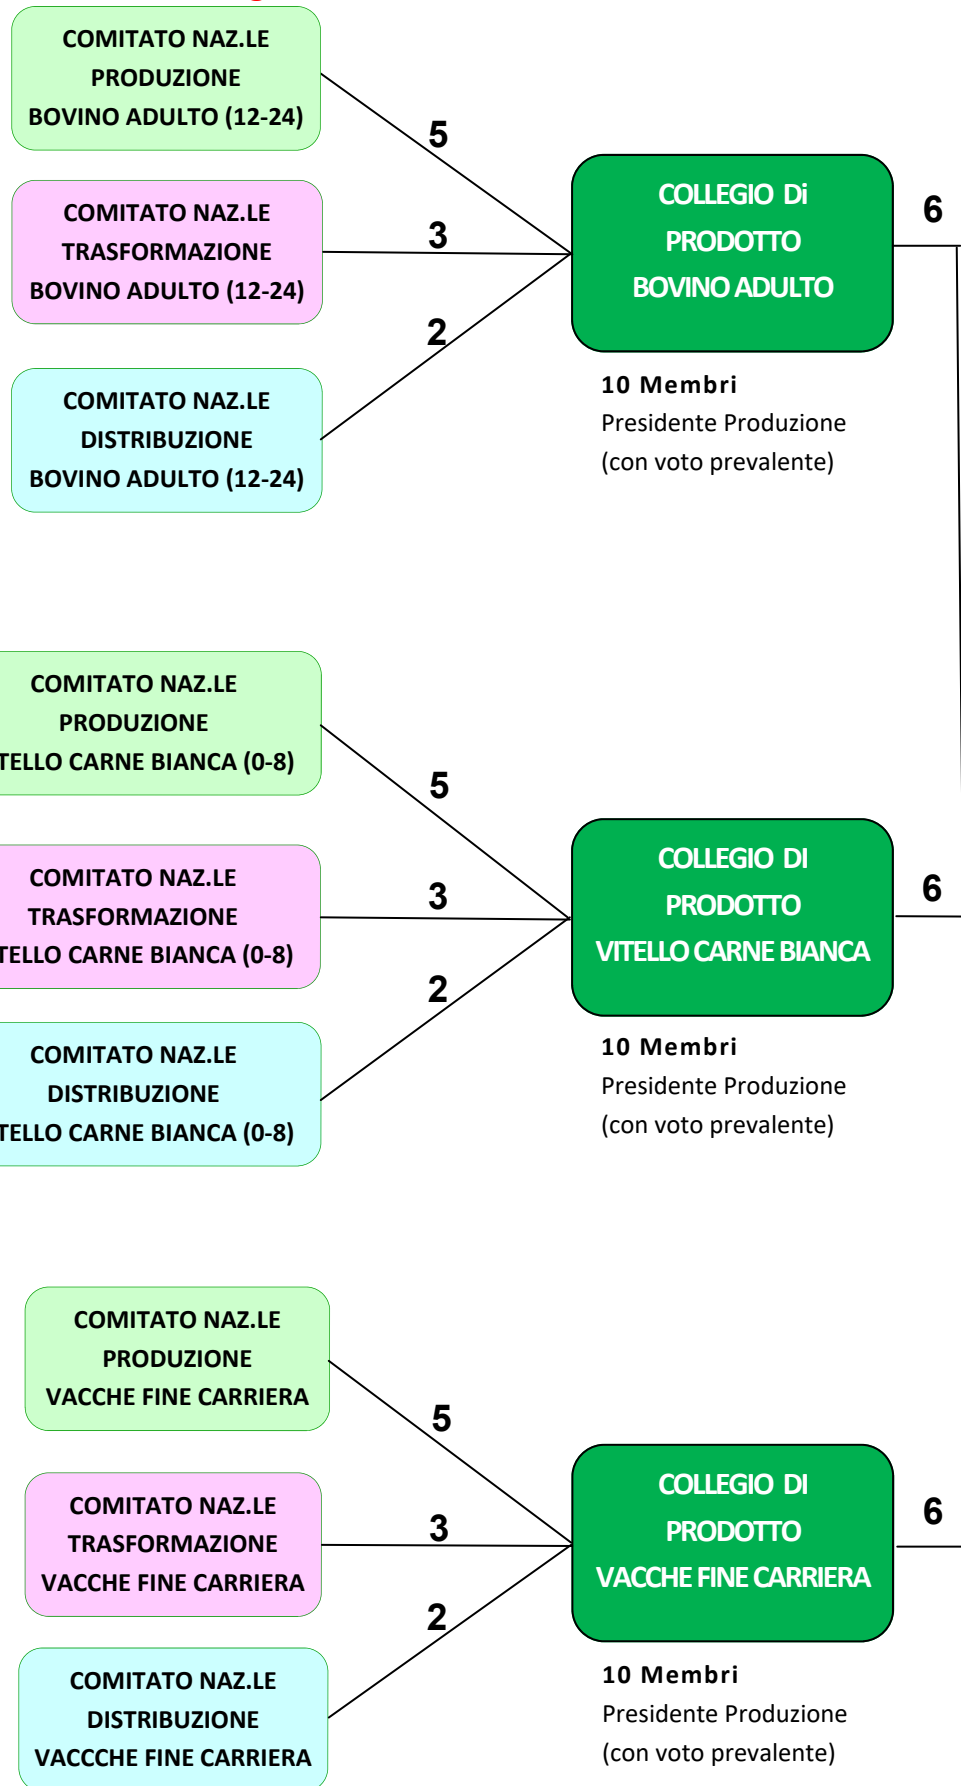 COMITATO NAZ.LE
PRODUZIONE
BOVINO ADULTO (12-24)
5
COMITATO NAZ.LE
TRASFORMAZIONE
BOVINO ADULTO (12-24)
3
COMITATO NAZ.LE
DISTRIBUZIONE
BOVINO ADULTO (12-24)
2
COLLEGIO Di
PRODOTTO
BOVINO ADULTO
6
10 Membri
Presidente Produzione
(con voto prevalente)
COMITATO NAZ.LE
PRODUZIONE
TELLO CARNE BIANCA (0-8)
5
COMITATO NAZ.LE
TRASFORMAZIONE
TELLO CARNE BIANCA (0-8)
3
COMITATO NAZ.LE
DISTRIBUZIONE
TELLO CARNE BIANCA (0-8)
2
COLLEGIO DI
PRODOTTO
VITELLO CARNE BIANCA
6
10 Membri
Presidente Produzione
(con voto prevalente)
COMITATO NAZ.LE
PRODUZIONE
VACCHE FINE CARRIERA
5
COMITATO NAZ.LE
TRASFORMAZIONE
VACCHE FINE CARRIERA
3
COMITATO NAZ.LE
DISTRIBUZIONE
VACCCHE FINE CARRIERA
2
COLLEGIO DI
PRODOTTO
VACCHE FINE CARRIERA
6
10 Membri
Presidente Produzione
(con voto prevalente)